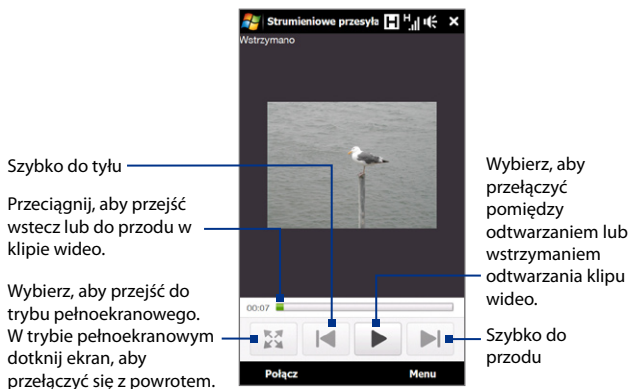 Strumieniowe przesyła
Wstrzymano
Szybko do tyłu
Przeciągnij, aby przejść
wstecz lub do przodu w
klipie wideo.
Wybierz, aby przejść do
trybu pełnoekranowego.
W trybie pełnoekranowym
dotknij ekran, aby
przełączyć się z powrotem.
00:07
Połącz
Menu
Wybierz, aby
przełączyć
pomiędzy
odtwarzaniem lub
wstrzymaniem
odtwarzania klipu
wideo.
Szybko do
przodu